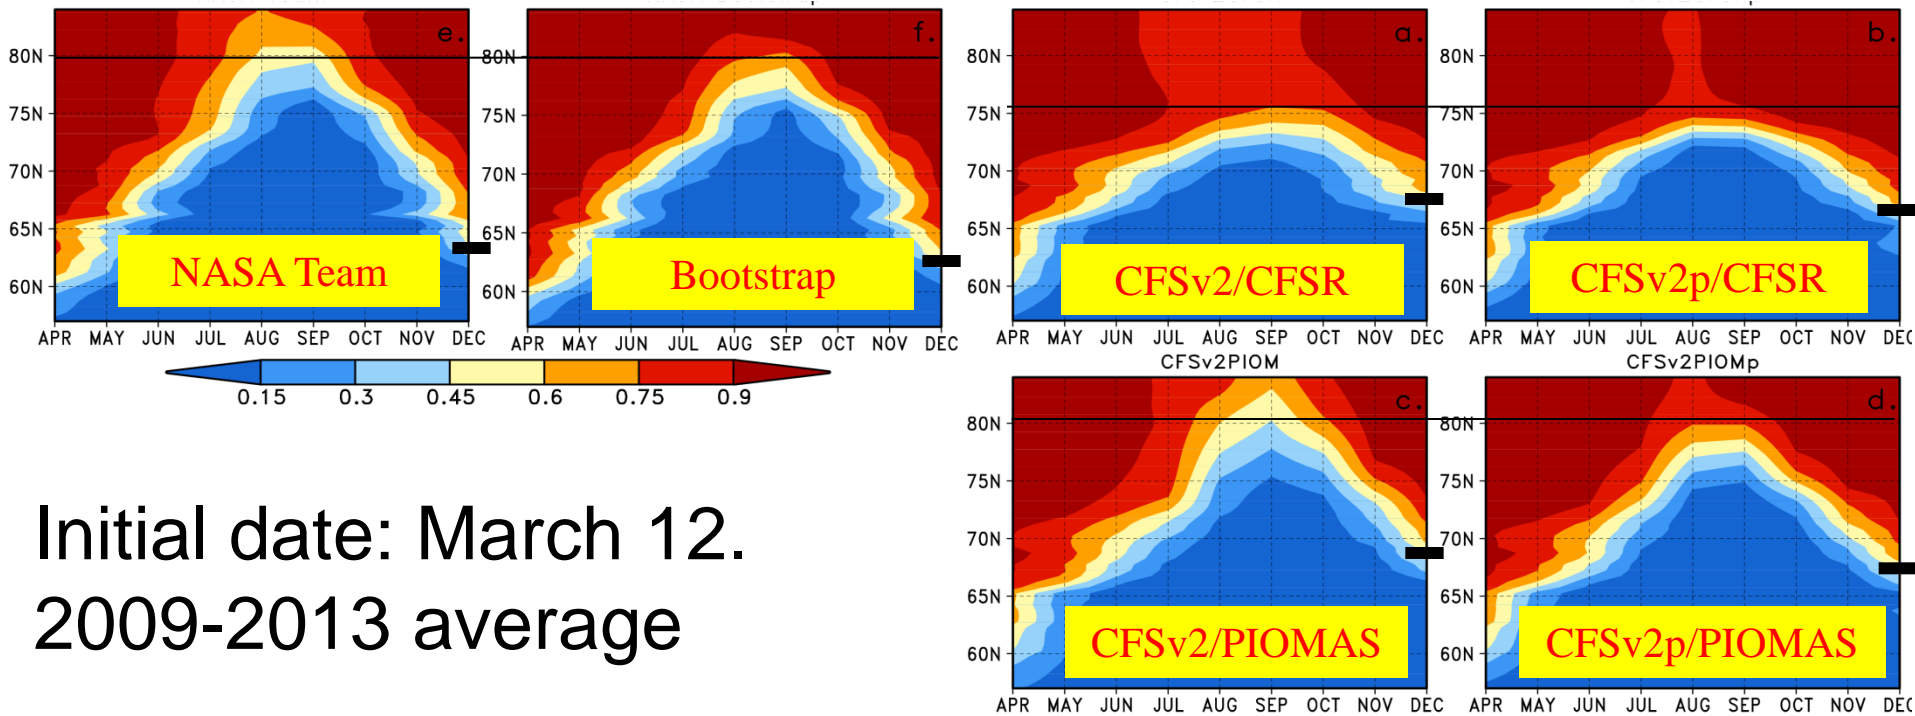 e.
80N
75N
70N
65N
60N
NASA Team
APR MAY JUN JUL AUG SEP OCT NOV DEC
f.
80N
75N
70N
65N
60N
Bootstrap
APR MAY JUN JUL AUG SEP OCT NOV DEC
0.15 0.3 0.45 0.6 0.75 0.9
a.
80N
75N
70N
65N
60N
CFSv2/CFSR
APR MAY JUN JUL AUG SEP OCT NOV DEC
b.
80N
75N
70N
65N
60N
CFSv2p/CFSR
APR MAY JUN JUL AUG SEP OCT NOV DEC
CFSv2PIOM
c.
80N
75N
70N
65N
60N
CFSv2/PIOMAS
APR MAY JUN JUL AUG SEP OCT NOV DEC
CFSv2PIOMp
d.
80N
75N
70N
65N
60N
CFSv2p/PIOMAS
APR MAY JUN JUL AUG SEP OCT NOV DEC
Initial date: March 12.
2009-2013 average